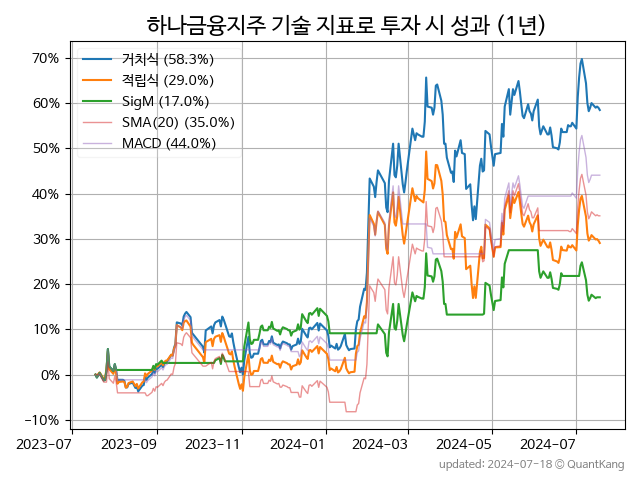 하나금융지주 기술 지표로 투자 시 성과 (1년)
거치식 (58.3%)
적립식 (29.0%)
SigM (17.0%)
SMA(20) (35.0%)
MACD (44.0%)
70%
60%
50%
40%
30%
20%
10%
0%
−10%
2023-07 2023-09 2023-11 2024-01 2024-03 2024-05 2024-07
updated: 2024-07-18 © QuantKang